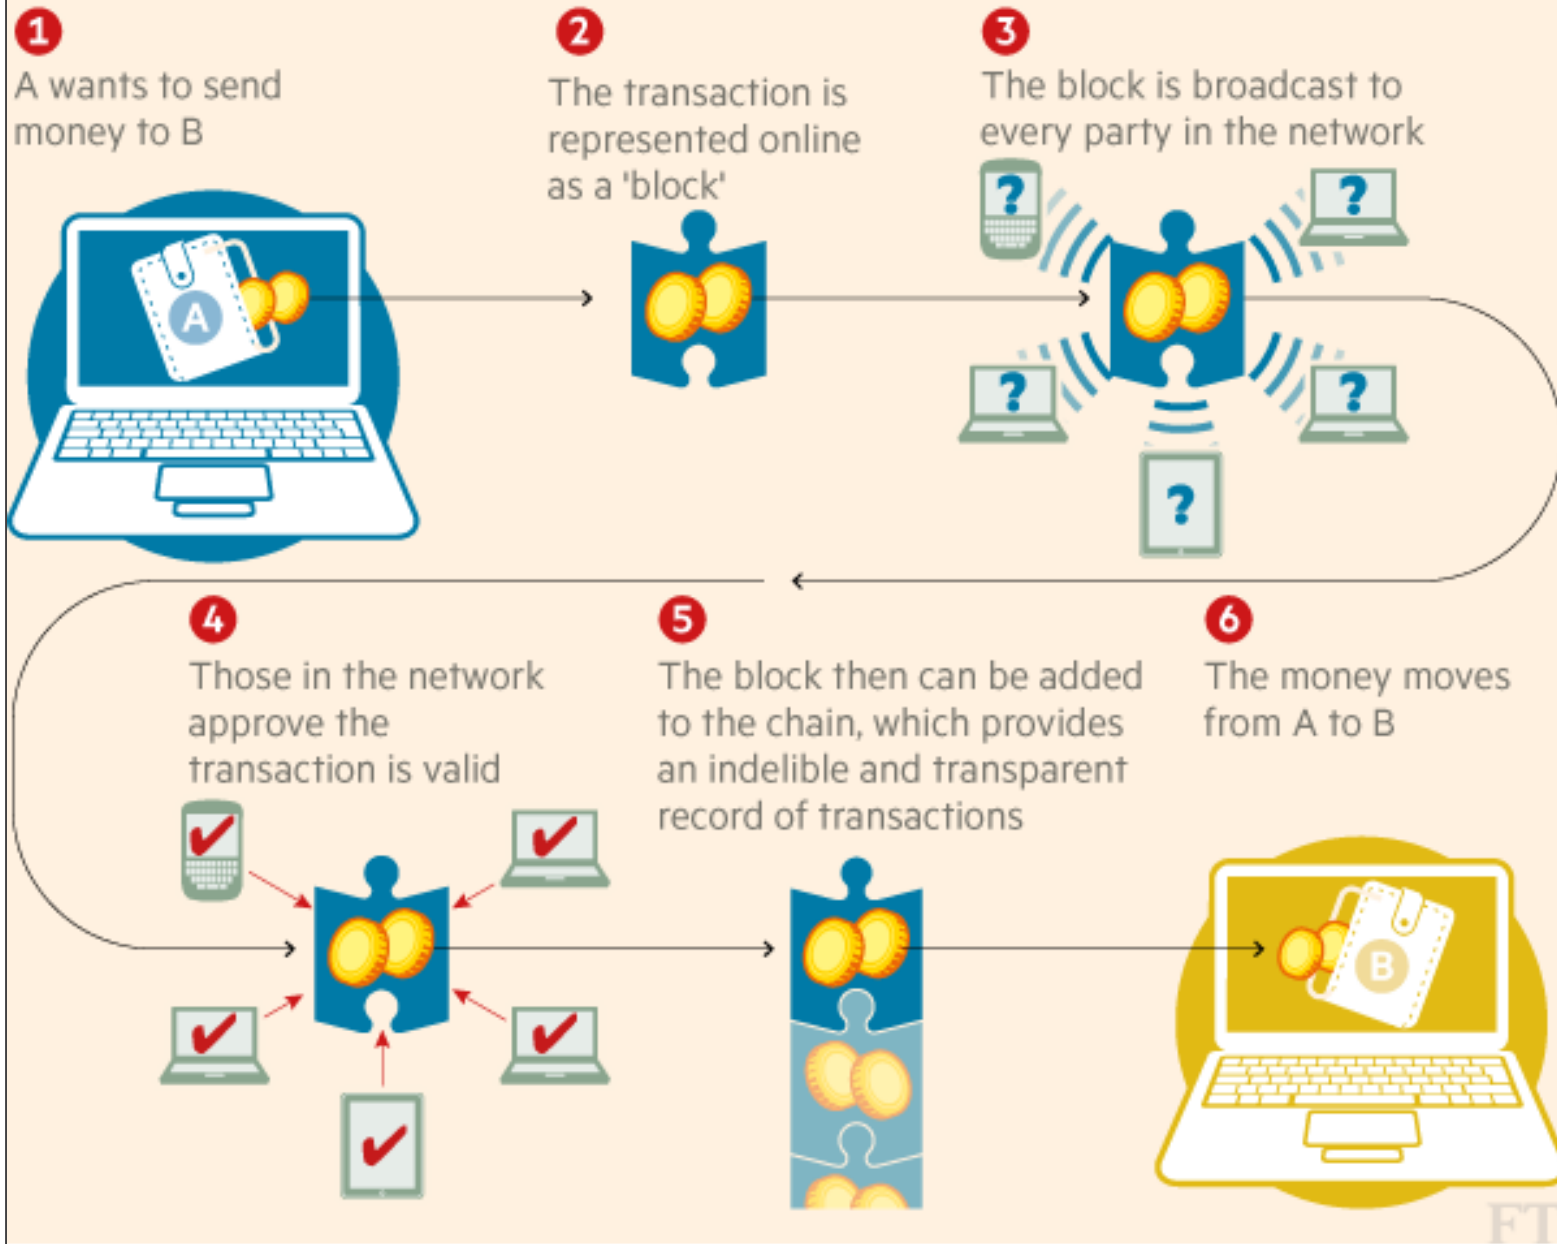 1
A wants to send
money to B
2
The transaction is
represented online
as a 'block'
3
The block is broadcast to
every party in the network
?
?
?
?
?
A
4
Those in the network
approve the
transaction is valid
5
The block then can be added
to the chain, which provides
an indelible and transparent
record of transactions
6
The money moves
from A to B
B
FT